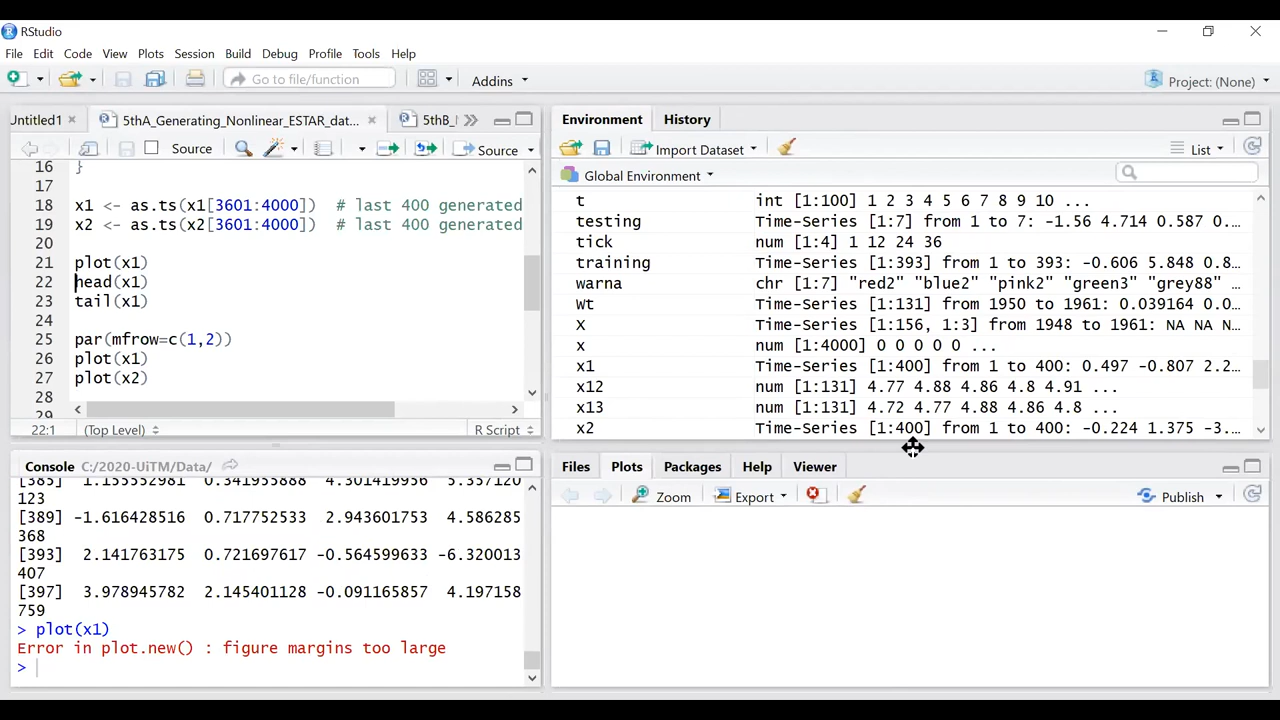 RStudio
File Edit Code View Plots Session Build Debug Profile Tools Help
Go to file/function Addins Project: (None)
Untitled1 5thA_Generating_Nonlinear_ESTAR_dat... 5thB_
Source Source
16 }
17
18 x1 <- as.ts(x1[3601:4000]) # last 400 generated
19 x2 <- as.ts(x2[3601:4000]) # last 400 generated
20
21 plot(x1)
22 head(x1)
23 tail(x1)
24
25 par(mfrow=c(1,2))
26 plot(x1)
27 plot(x2)
28
29
22:1 (Top Level) R Script
Console C:/2020-UiTM/Data/
[385] 1.155552981 0.341955888 4.301419956 5.357120
123
[389] -1.616428516 0.717752533 2.943601753 4.586285
368
[393] 2.141763175 0.721697617 -0.564599633 -6.320013
407
[397] 3.978945782 2.145401128 -0.091165857 4.197158
759
> plot(x1)
Error in plot.new() : figure margins too large
>
Environment History
Import Dataset List
Global Environment
t int [1:100] 1 2 3 4 5 6 7 8 9 10 ...
testing Time-Series [1:7] from 1 to 7: -1.56 4.714 0.587 0...
tick num [1:4] 1 12 24 36
training Time-Series [1:393] from 1 to 393: -0.606 5.848 0.8...
warna chr [1:7] "red2" "blue2" "pink2" "green3" "grey88" ...
wt Time-Series [1:131] from 1950 to 1961: 0.039164 0.0...
X Time-Series [1:156, 1:3] from 1948 to 1961: NA NA N...
x num [1:4000] 0 0 0 0 0 ...
x1 Time-Series [1:400] from 1 to 400: 0.497 -0.807 2.2...
x12 num [1:131] 4.77 4.88 4.86 4.8 4.91 ...
x13 num [1:131] 4.72 4.77 4.88 4.86 4.8 ...
x2 Time-Series [1:400] from 1 to 400: -0.224 1.375 -3....
Files Plots Packages Help Viewer
Zoom Export Publish